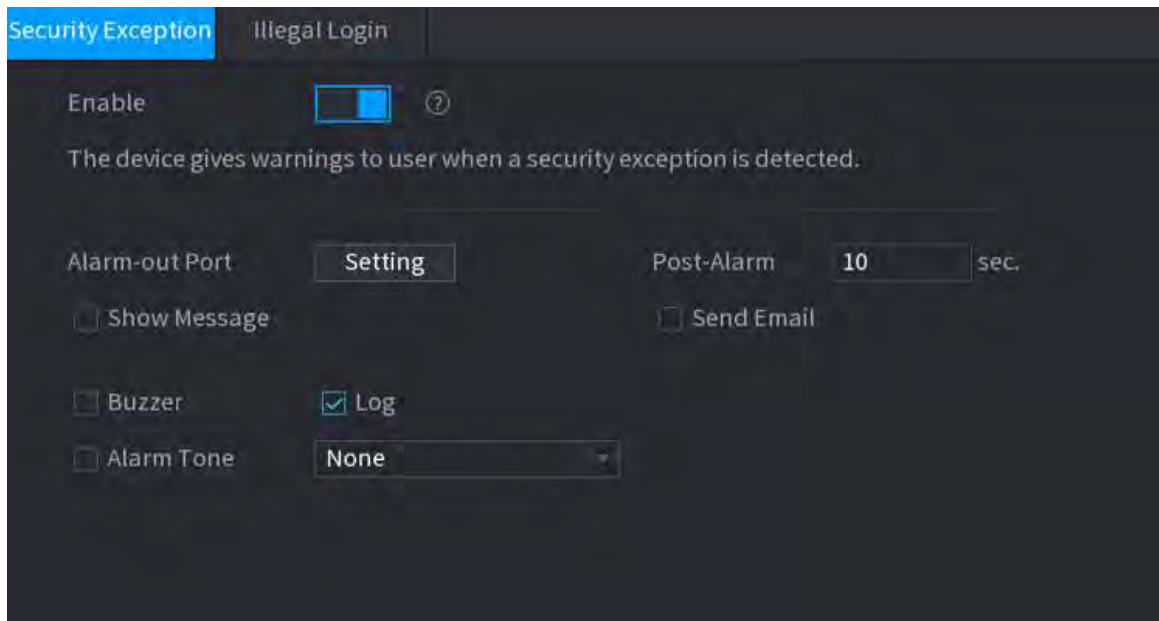 Security Exception Illegal Login
Enable ?
The device gives warnings to user when a security exception is detected.
Alarm-out Port Setting Post-Alarm 10 sec.
Show Message Send Email
Buzzer Log
Alarm Tone None